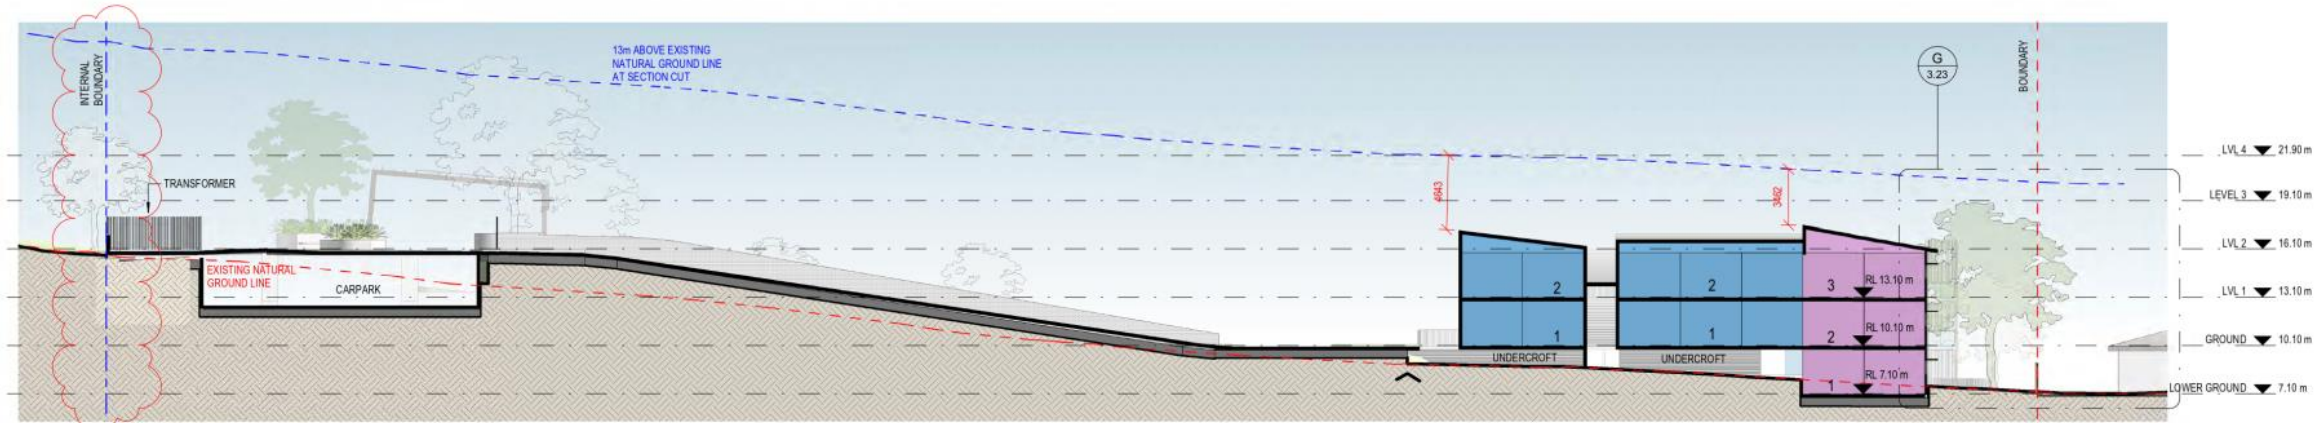 INTERNAL
BOUNDARY
13m ABOVE EXISTING
NATURAL GROUND LINE
AT SECTION CUT
G
3.23
BOUNDARY
LVL 4 21.90 m
TRANSFORMER
4643
3462
LEVEL 3 19.10 m
LVL 2 16.10 m
EXISTING NATURAL
GROUND LINE
CARPARK
2
2
3
RL 13.10 m
LVL 1 13.10 m
1
1
2
RL 10.10 m
GROUND 10.10 m
UNDERCROFT
UNDERCROFT
1
RL 7.10 m
LOWER GROUND 7.10 m